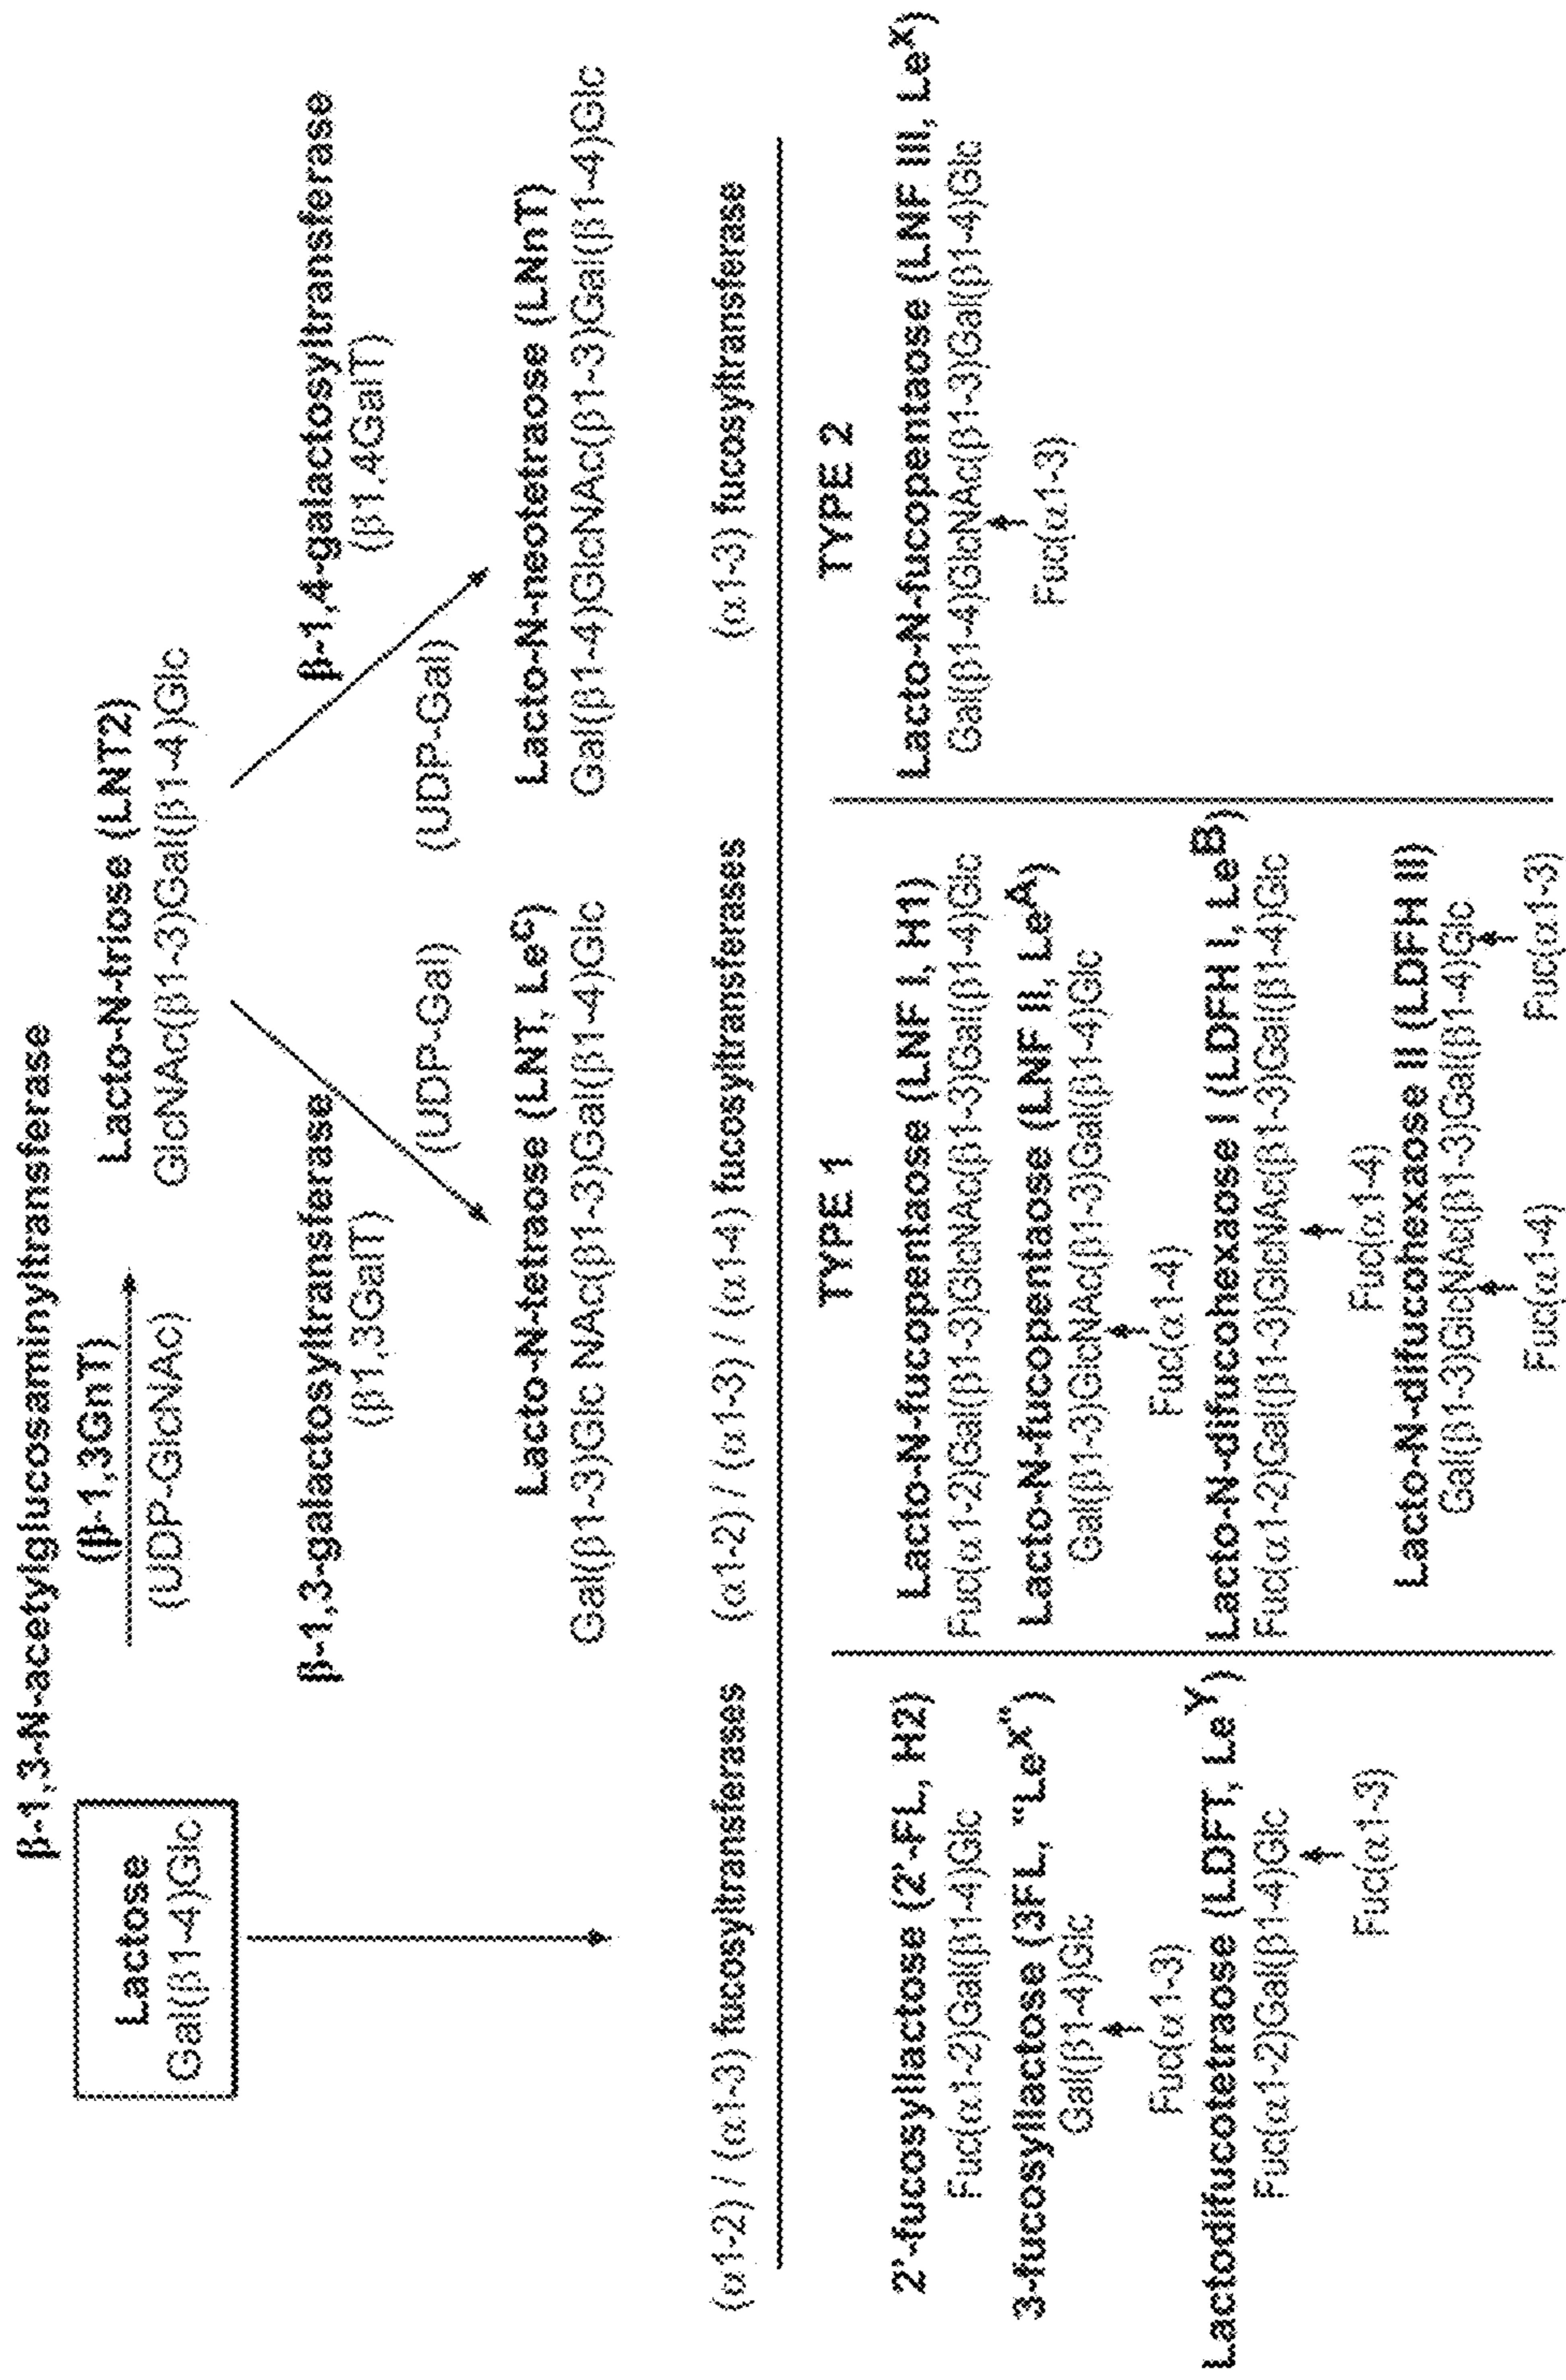 β-1,3-N-acetylglucosaminyltransferase
(β-1,3GnT)
(UDP-GlcNAc)
Lactose
Gal(β1-4)Glc
Lacto-N-triose (LNT2)
GlcNAc(β1-3)Gal(β1-4)Glc
β-1,3-galactosyltransferase
(β1,3GalT)
(UDP-Gal)
β-1,4-galactosyltransferase
(β1,4GalT)
(UDP-Gal)
Lacto-N-tetraose (LNT, Le^C)
Gal(β1-3)Glc NAc(β1-3)Gal(β1-4)Glc
Lacto-N-neotetraose (LNnT)
Gal(β1-4)GlcNAc(β1-3)Gal(β1-4)Glc
(α1-2) / (α1-3) fucosyltransferases
(α1-2) / (α1-3) / (α1-4) fucosyltransferases
(α1-3) fucosyltransferase
2'-fucosyllactose (2'-FL, H2)
Fuc(α1-2)Gal(β1-4)Glc
3-fucosyllactose (3FL, "Le^X")
Gal(β1-4)Glc
Fuc(α1-3)
Lactodifucotetraose (LDFT, Le^Y)
Fuc(α1-2)Gal(β1-4)Glc
Fuc(α1-3)
TYPE 1
Lacto-N-fucopentaose (LNF I, H1)
Fuc(α1-2)Gal(β1-3)GlcNAc(β1-3)Gal(β1-4)Glc
Lacto-N-fucopentaose (LNF II, Le^A)
Gal(β1-3)GlcNAc(β1-3)Gal(β1-4)Glc
Fuc(α1-4)
Lacto-N-difucohexaose I (LDFH I, Le^B)
Fuc(α1-2)Gal(β1-3)GlcNAc(β1-3)Gal(β1-4)Glc
Fuc(α1-4)
Lacto-N-difucohexaose II (LDFH II)
Gal(β1-3)GlcNAc(β1-3)Gal(β1-4)Glc
Fuc(α1-4) Fuc(α1-3)
TYPE 2
Lacto-N-fucopentaose (LNF III, Le^X)
Gal(β1-4)GlcNAc(β1-3)Gal(β1-4)Glc
Fuc(α1-3)